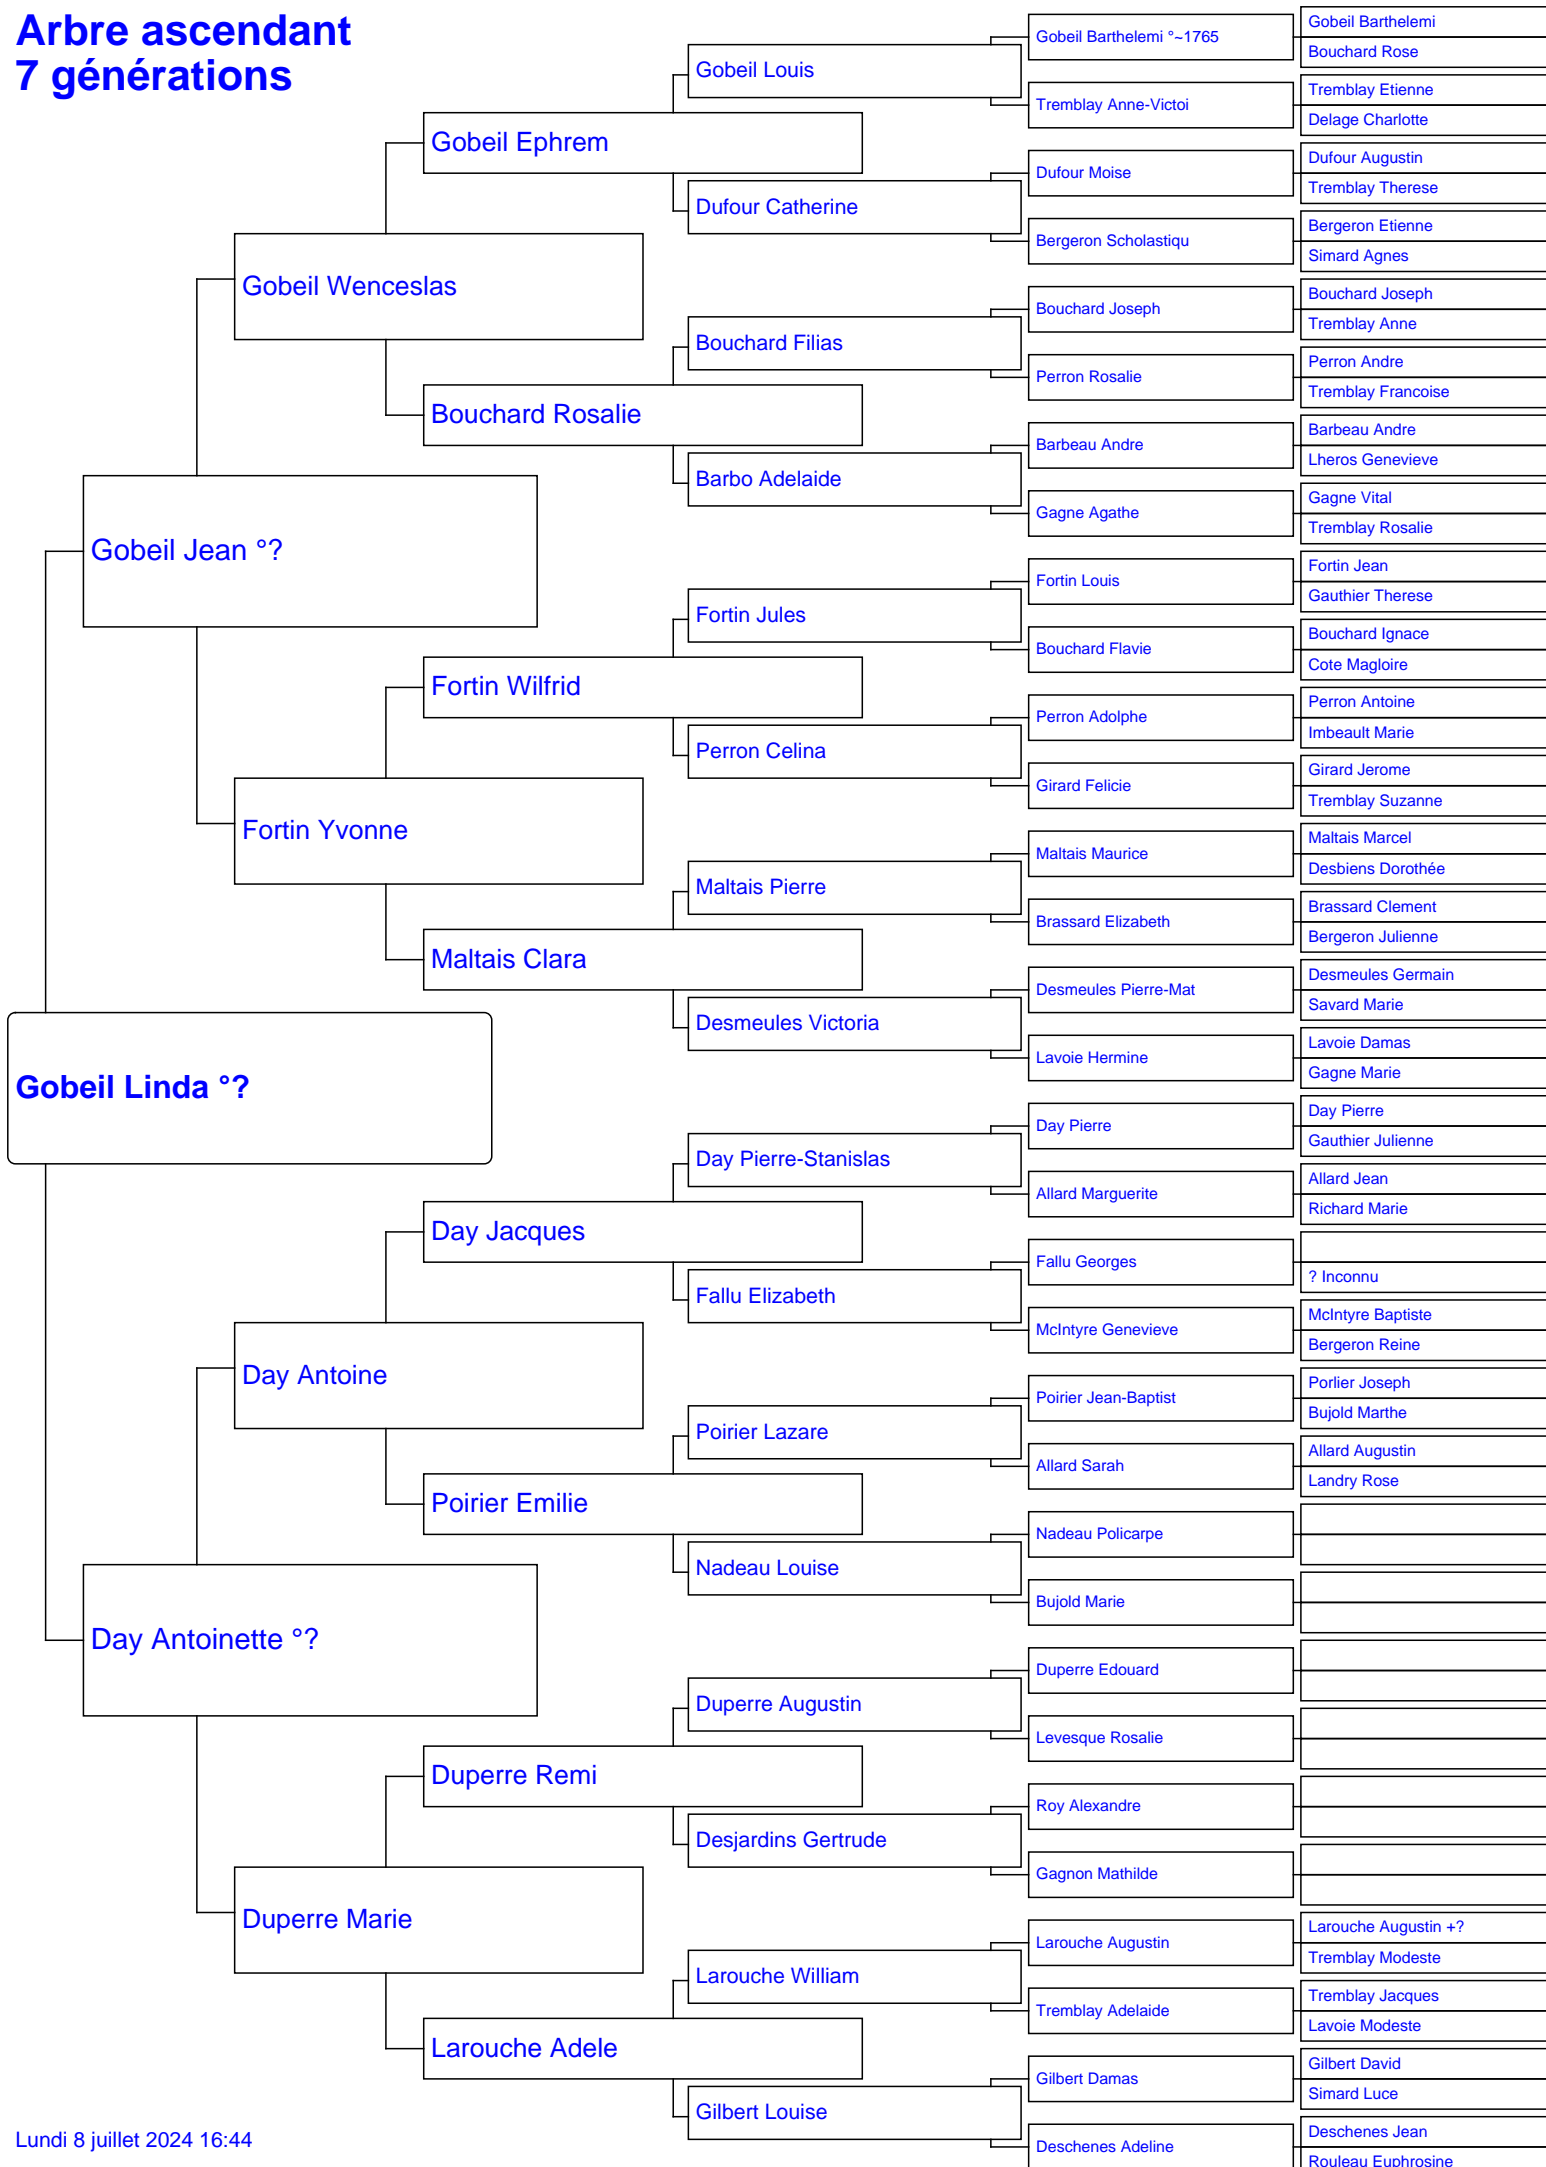 Arbre ascendant
7 générations
Gobeil Linda °?
Gobeil Jean °?
Day Antoinette °?
Gobeil Wenceslas
Fortin Yvonne
Day Antoine
Duperre Marie
Gobeil Ephrem
Bouchard Rosalie
Fortin Wilfrid
Maltais Clara
Day Jacques
Poirier Emilie
Duperre Remi
Larouche Adele
Gobeil Louis
Dufour Catherine
Bouchard Filias
Barbo Adelaide
Fortin Jules
Perron Celina
Maltais Pierre
Desmeules Victoria
Day Pierre-Stanislas
Fallu Elizabeth
Poirier Lazare
Nadeau Louise
Duperre Augustin
Desjardins Gertrude
Larouche William
Gilbert Louise
Gobeil Barthelemi °~1765
Tremblay Anne-Victoi
Dufour Moise
Bergeron Scholastiqu
Bouchard Joseph
Perron Rosalie
Barbeau Andre
Gagne Agathe
Fortin Louis
Bouchard Flavie
Perron Adolphe
Girard Felicie
Maltais Maurice
Brassard Elizabeth
Desmeules Pierre-Mat
Lavoie Hermine
Day Pierre
Allard Marguerite
Fallu Georges
McIntyre Genevieve
Poirier Jean-Baptist
Allard Sarah
Nadeau Policarpe
Bujold Marie
Duperre Edouard
Levesque Rosalie
Roy Alexandre
Gagnon Mathilde
Larouche Augustin
Tremblay Adelaide
Gilbert Damas
Deschenes Adeline
Gobeil Barthelemi
Bouchard Rose
Tremblay Etienne
Delage Charlotte
Dufour Augustin
Tremblay Therese
Bergeron Etienne
Simard Agnes
Bouchard Joseph
Tremblay Anne
Perron Andre
Tremblay Francoise
Barbeau Andre
Lheros Genevieve
Gagne Vital
Tremblay Rosalie
Fortin Jean
Gauthier Therese
Bouchard Ignace
Cote Magloire
Perron Antoine
Imbeault Marie
Girard Jerome
Tremblay Suzanne
Maltais Marcel
Desbiens Dorothée
Brassard Clement
Bergeron Julienne
Desmeules Germain
Savard Marie
Lavoie Damas
Gagne Marie
Day Pierre
Gauthier Julienne
Allard Jean
Richard Marie
? Inconnu
McIntyre Baptiste
Bergeron Reine
Porlier Joseph
Bujold Marthe
Allard Augustin
Landry Rose
Larouche Augustin +?
Tremblay Modeste
Tremblay Jacques
Lavoie Modeste
Gilbert David
Simard Luce
Deschenes Jean
Rouleau Euphrosine
Lundi 8 juillet 2024 16:44